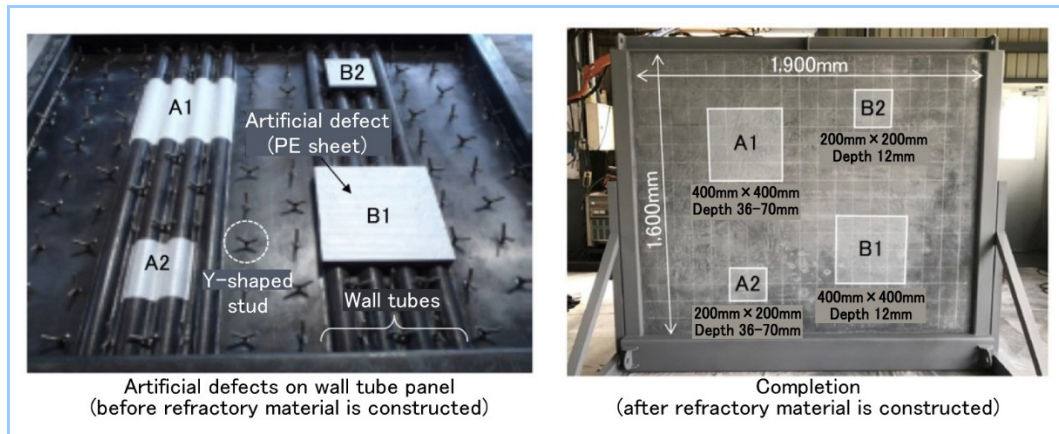 A1
B2
Artificial defect
(PE sheet)
B1
A2
Y-shaped
stud
Wall tubes
Artificial defects on wall tube panel
(before refractory material is constructed)
1.900mm
1.600mm
A1
400mm×400mm
Depth 36-70mm
B2
200mm×200mm
Depth 12mm
A2
200mm×200mm
Depth 36-70mm
B1
400mm×400mm
Depth 12mm
Completion
(after refractory material is constructed)